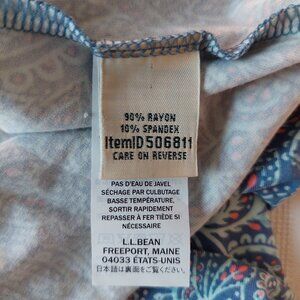 90% RAYON
10% SPANDEX
ItemID506811
CARE ON REVERSE
PAS D'EAU DE JAVEL
SÉCHAGE PAR CULBUTAGE
BASSE TEMPÉRATURE,
SORTIR RAPIDEMENT
REPASSER À FER TIÈDE SI
NÉCESSAIRE
L.L.BEAN
FREEPORT, MAINE
04033 ÉTATS-UNIS
日本語は裏面をご覧ください。